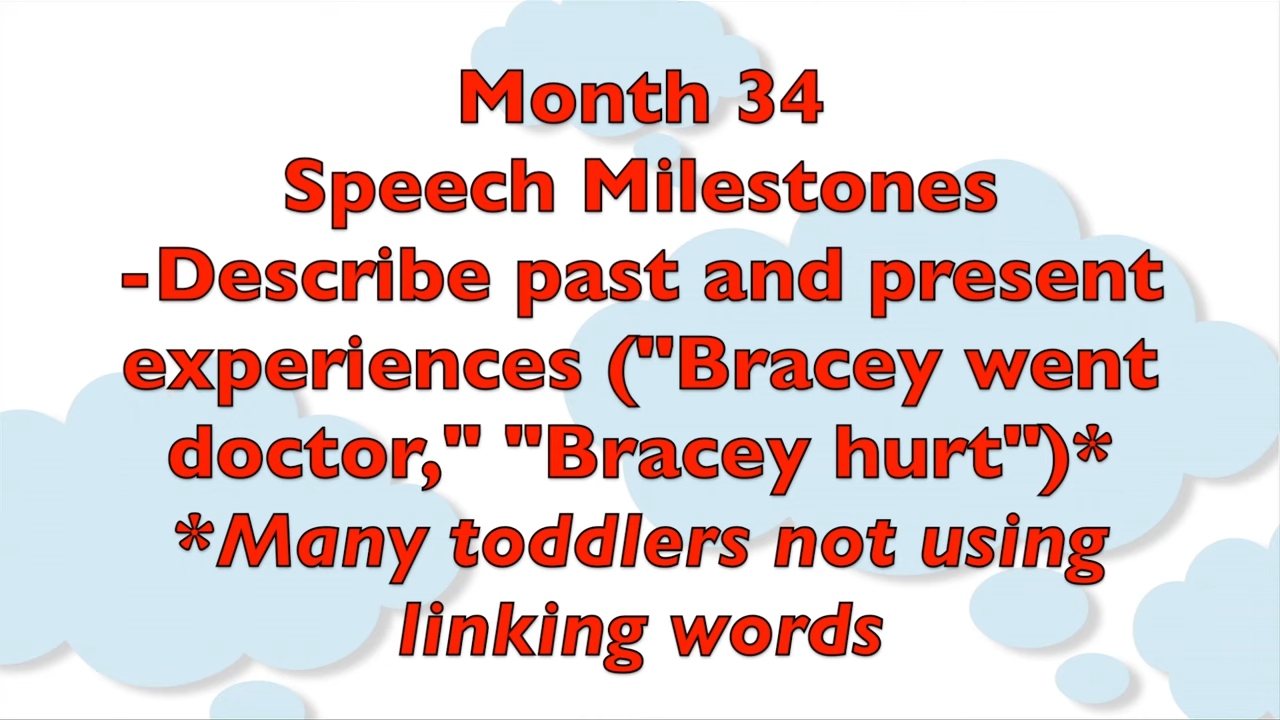 Month 34
Speech Milestones
-Describe past and present
experiences ("Bracey went
doctor," "Bracey hurt")*
*Many toddlers not using
linking words